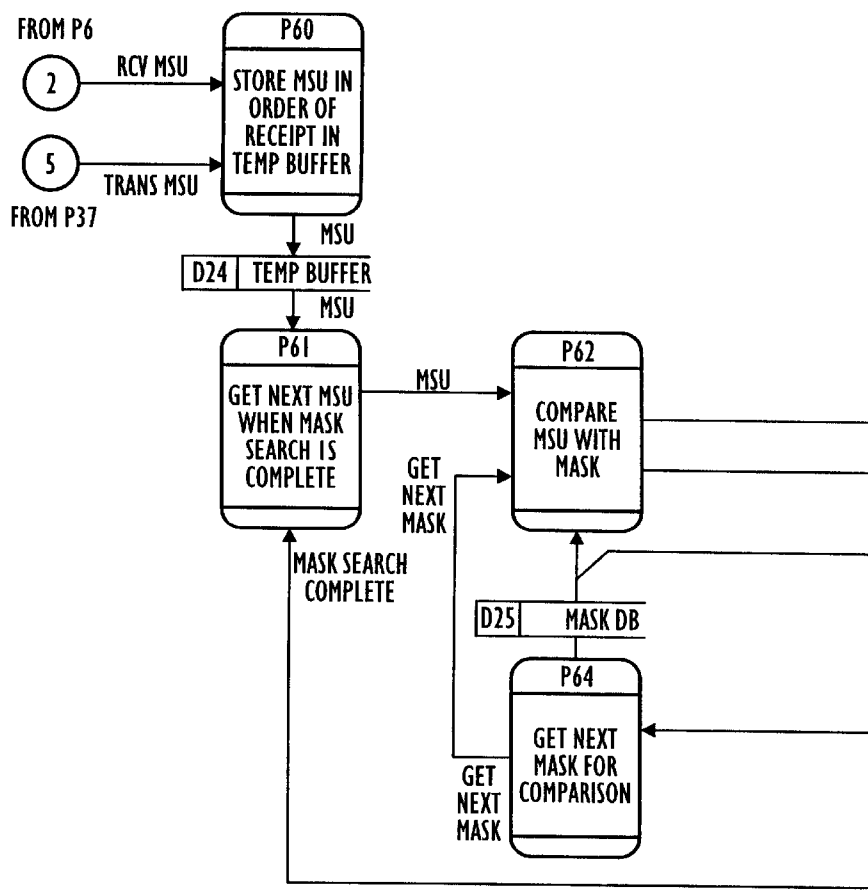 FROM P6
2
RCV MSU
5
TRANS MSU
FROM P37
P60
STORE MSU IN
ORDER OF
RECEIPT IN
TEMP BUFFER
MSU
D24 TEMP BUFFER
MSU
P61
GET NEXT MSU
WHEN MASK
SEARCH IS
COMPLETE
MSU
P62
COMPARE
MSU WITH
MASK
GET
NEXT
MASK
MASK SEARCH
COMPLETE
D25 MASK DB
P64
GET NEXT
MASK FOR
COMPARISON
GET
NEXT
MASK